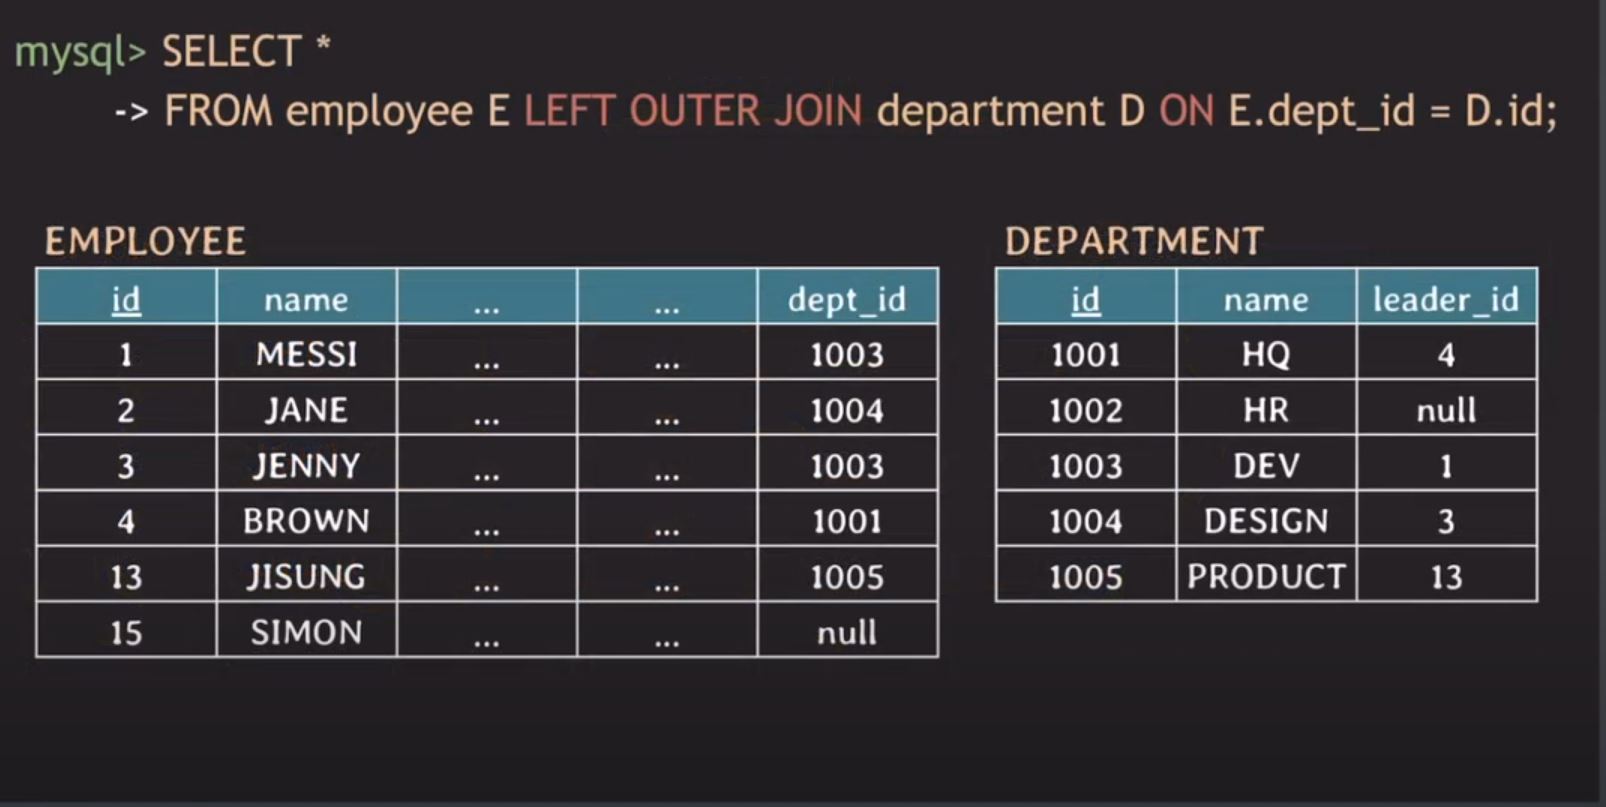 mysql> SELECT *
-> FROM employee E LEFT OUTER JOIN department D ON E.dept_id = D.id;
EMPLOYEE
id name ... ... dept_id
1 MESSI ... ... 1003
2 JANE ... ... 1004
3 JENNY ... ... 1003
4 BROWN ... ... 1001
13 JISUNG ... ... 1005
15 SIMON ... ... null
DEPARTMENT
id name leader_id
1001 HQ 4
1002 HR null
1003 DEV 1
1004 DESIGN 3
1005 PRODUCT 13